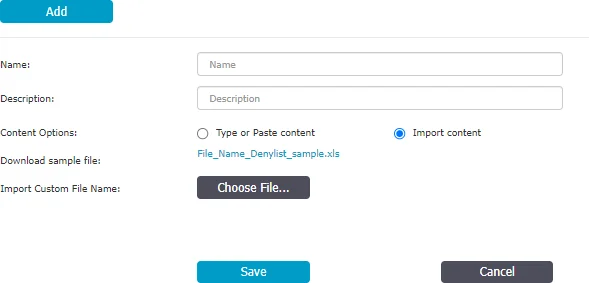 Add
Name: Name
Description: Description
Content Options: Type or Paste content Import content
Download sample file: File_Name_Denylist_sample.xls
Import Custom File Name: Choose File...
Save Cancel